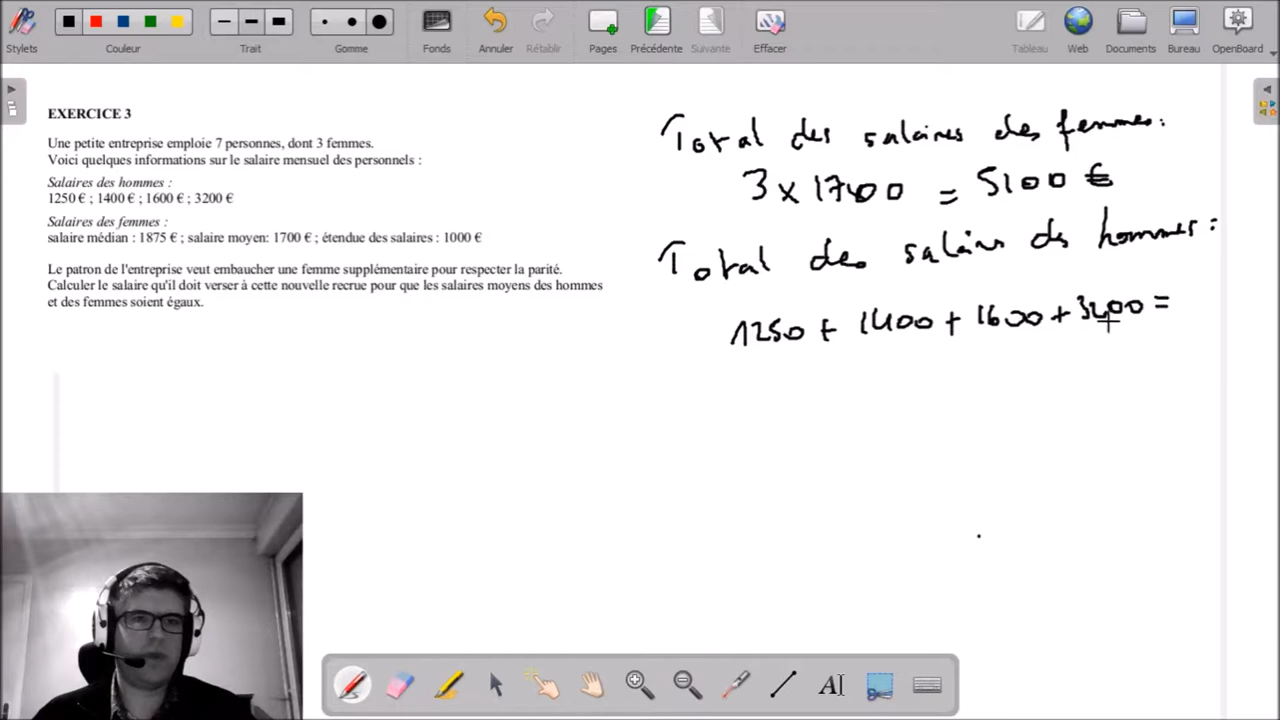 Stylets
Couleur
Trait
Gomme
Fonds
Annuler
Rétablir
Pages
Précédente
Suivante
Effacer
Tableau
Web
Documents
Bureau
OpenBoard
EXERCICE 3
Une petite entreprise emploie 7 personnes, dont 3 femmes.
Voici quelques informations sur le salaire mensuel des personnels :
Salaires des hommes :
1250 € ; 1400 € ; 1600 € ; 3200 €
Salaires des femmes :
salaire médian : 1875 € ; salaire moyen: 1700 € ; étendue des salaires : 1000 €
Le patron de l'entreprise veut embaucher une femme supplémentaire pour respecter la parité.
Calculer le salaire qu'il doit verser à cette nouvelle recrue pour que les salaires moyens des hommes
et des femmes soient égaux.
Total des salaires des femmes :
3 x 1700 = 5100 €
Total des salaires des hommes :
1250 + 1400 + 1600 + 3200 =
AI